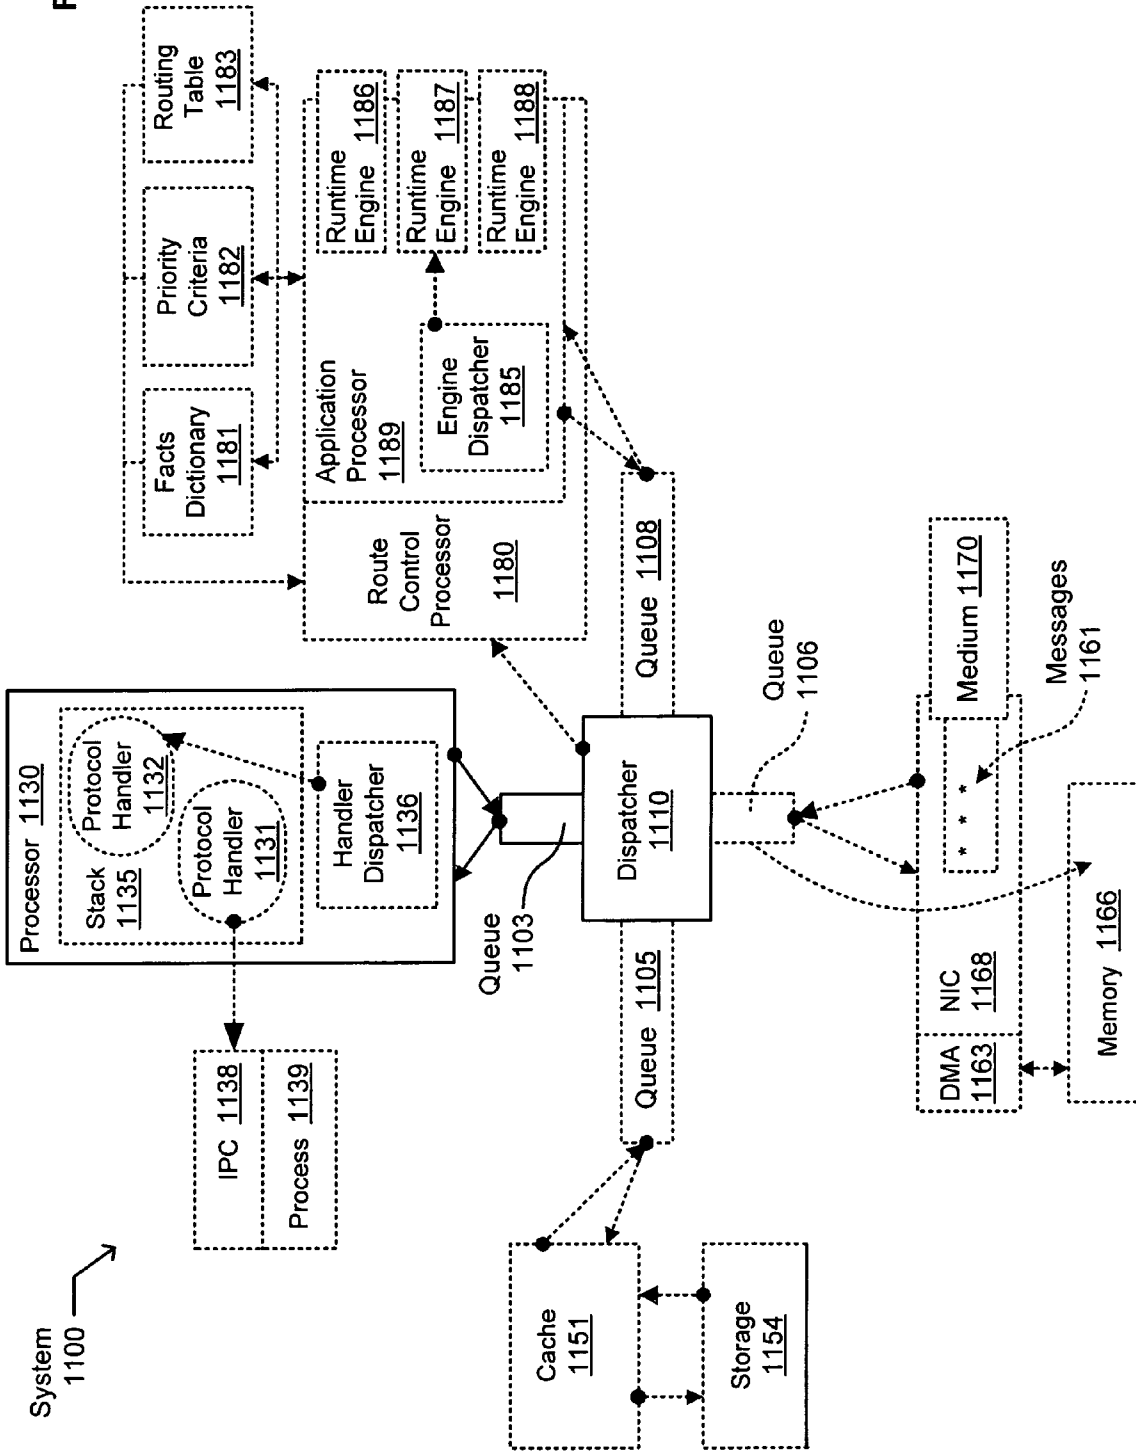 System
1100
Processor 1130
Stack
1135
Protocol
Handler
1132
Protocol
Handler
1131
Handler
Dispatcher
1136
IPC 1138
Process 1139
Facts
Dictionary
1181
Priority
Criteria
1182
Routing
Table
1183
Application
Processor
1189
Engine
Dispatcher
1185
Runtime
Engine 1186
Runtime
Engine 1187
Runtime
Engine 1188
Route
Control
Processor
1180
Queue
1103
Cache
1151
Storage
1154
Queue 1105
Dispatcher
1110
Queue 1108
Queue
1106
DMA
1163
NIC
1168
* * *
Medium 1170
Messages
1161
Memory 1166